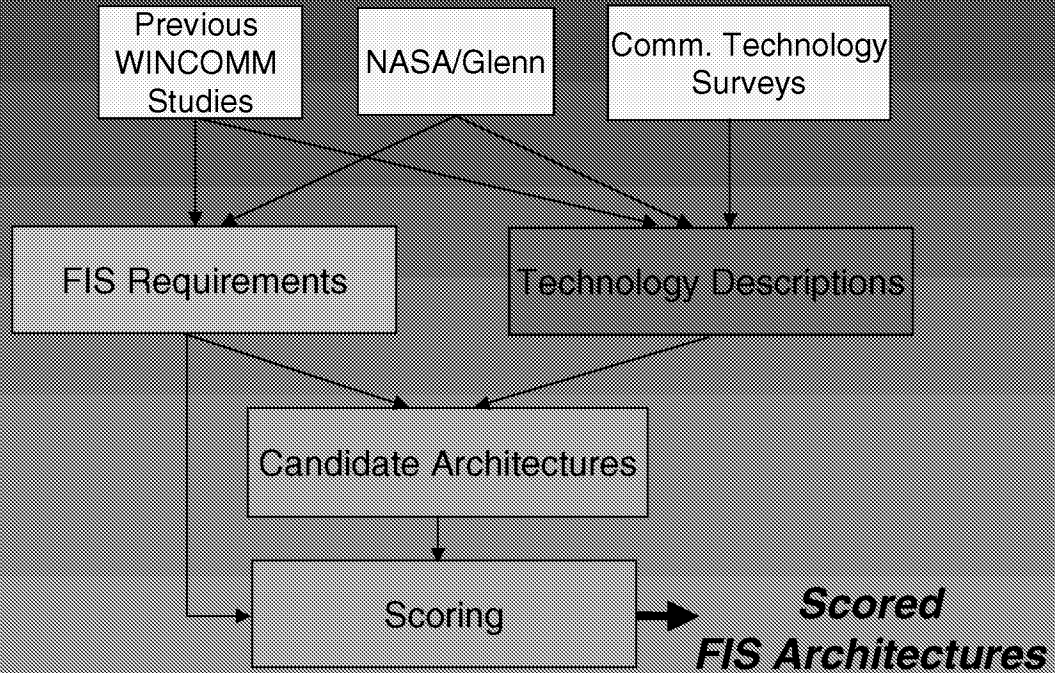 Previous
WINCOMM
Studies
NASA/Glenn
Comm. Technology
Surveys
FIS Requirements
Technology Descriptions
Candidate Architectures
Scoring
Scored
FIS Architectures